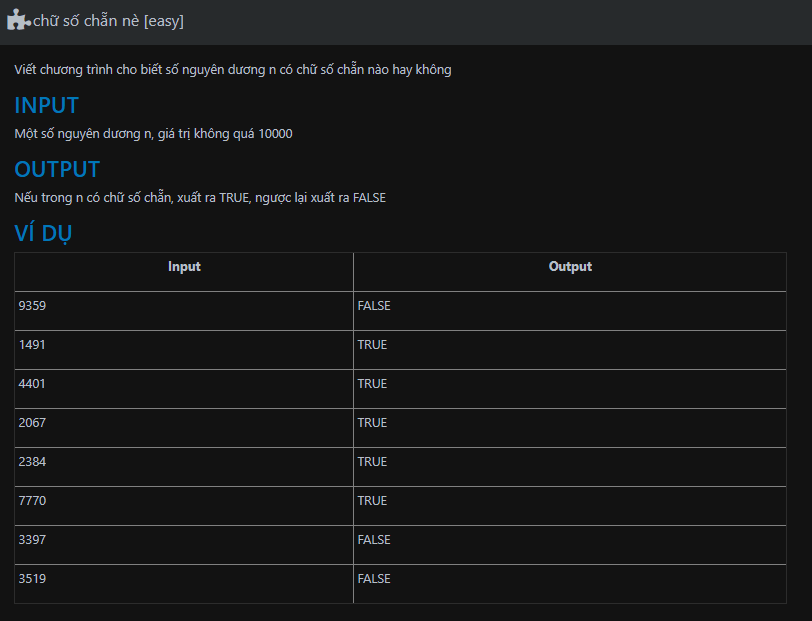 chữ số chẵn nè [easy]
Viết chương trình cho biết số nguyên dương n có chữ số chẵn nào hay không
INPUT
Một số nguyên dương n, giá trị không quá 10000
OUTPUT
Nếu trong n có chữ số chẵn, xuất ra TRUE, ngược lại xuất ra FALSE
VÍ DỤ
Input Output
9359 FALSE
1491 TRUE
4401 TRUE
2067 TRUE
2384 TRUE
7770 TRUE
3397 FALSE
3519 FALSE